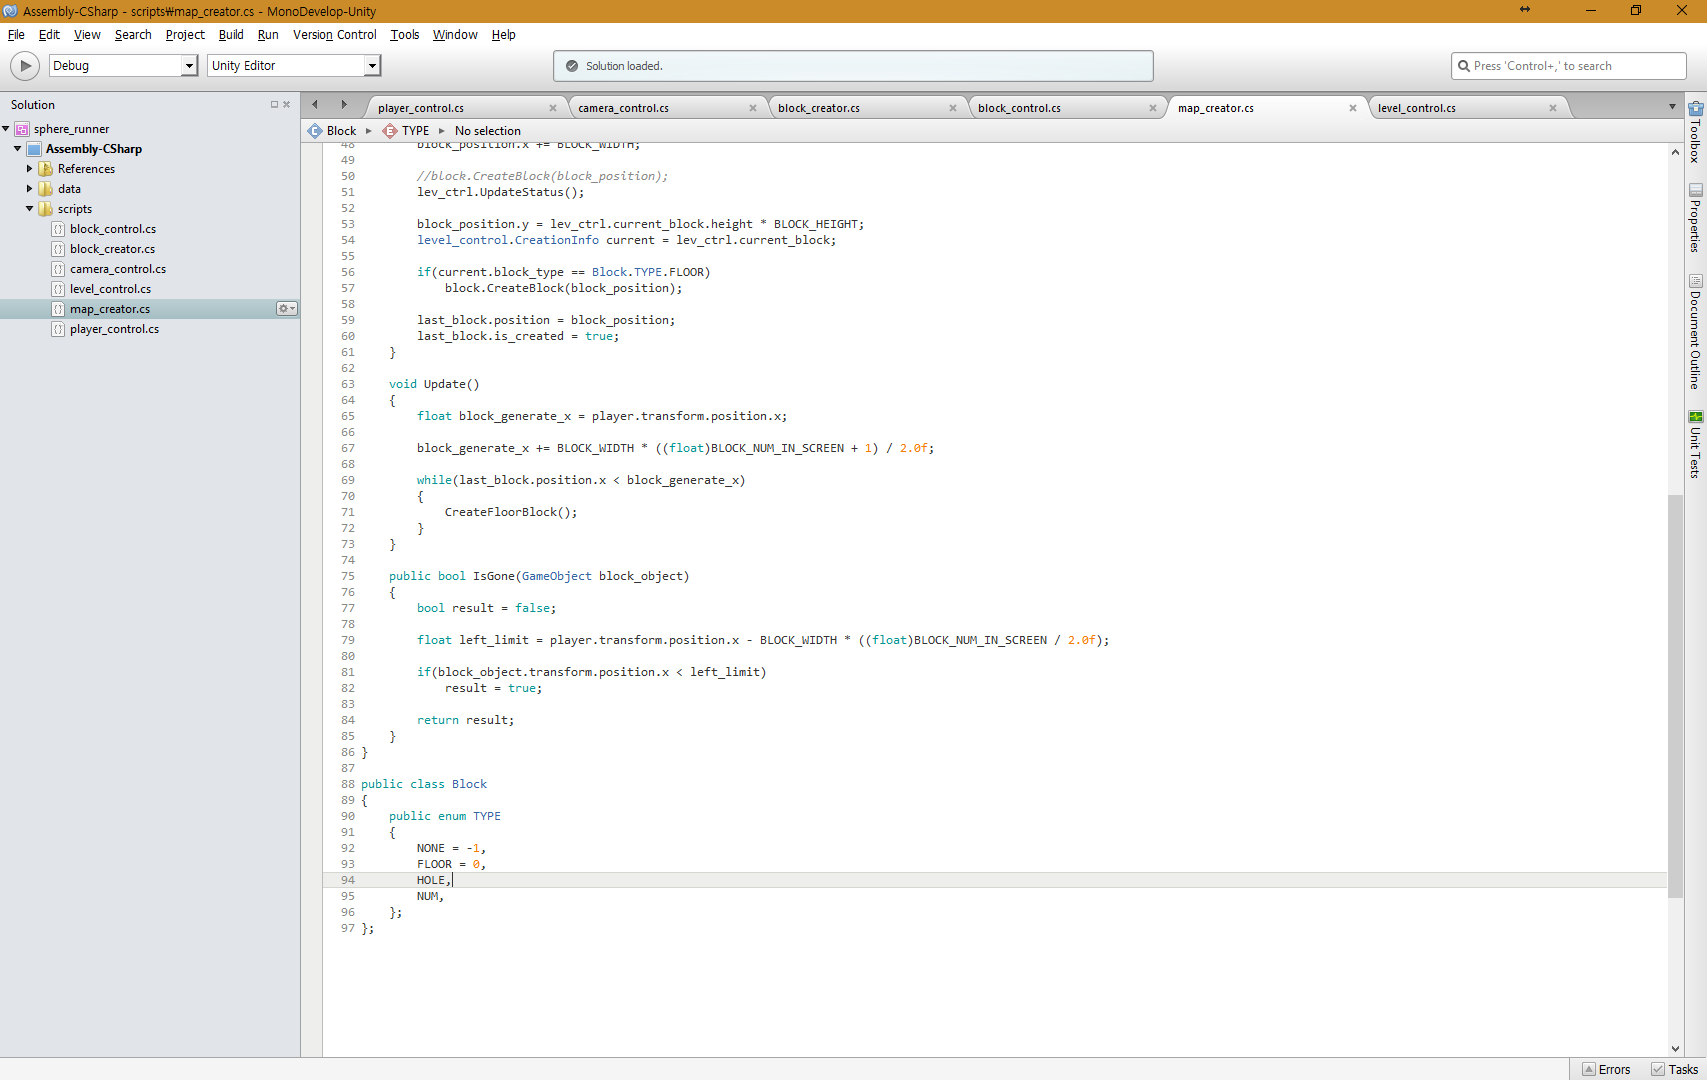 Assembly-CSharp - scripts₩map_creator.cs - MonoDevelop-Unity
File Edit View Search Project Build Run Version Control Tools Window Help
Debug Unity Editor Solution loaded. Press 'Control+,' to search
Solution
sphere_runner
Assembly-CSharp
References
data
scripts
block_control.cs
block_creator.cs
camera_control.cs
level_control.cs
map_creator.cs
player_control.cs
player_control.cs camera_control.cs block_creator.cs block_control.cs map_creator.cs level_control.cs
Block TYPE No selection
48 block_position.x += BLOCK_WIDTH;
49
50 //block.CreateBlock(block_position);
51 lev_ctrl.UpdateStatus();
52
53 block_position.y = lev_ctrl.current_block.height * BLOCK_HEIGHT;
54 level_control.CreationInfo current = lev_ctrl.current_block;
55
56 if(current.block_type == Block.TYPE.FLOOR)
57 block.CreateBlock(block_position);
58
59 last_block.position = block_position;
60 last_block.is_created = true;
61 }
62
63 void Update()
64 {
65 float block_generate_x = player.transform.position.x;
66
67 block_generate_x += BLOCK_WIDTH * ((float)BLOCK_NUM_IN_SCREEN + 1) / 2.0f;
68
69 while(last_block.position.x < block_generate_x)
70 {
71 CreateFloorBlock();
72 }
73 }
74
75 public bool IsGone(GameObject block_object)
76 {
77 bool result = false;
78
79 float left_limit = player.transform.position.x - BLOCK_WIDTH * ((float)BLOCK_NUM_IN_SCREEN / 2.0f);
80
81 if(block_object.transform.position.x < left_limit)
82 result = true;
83
84 return result;
85 }
86 }
87
88 public class Block
89 {
90 public enum TYPE
91 {
92 NONE = -1,
93 FLOOR = 0,
94 HOLE,
95 NUM,
96 };
97 };
Toolbox
Properties
Document Outline
Unit Tests
Errors Tasks